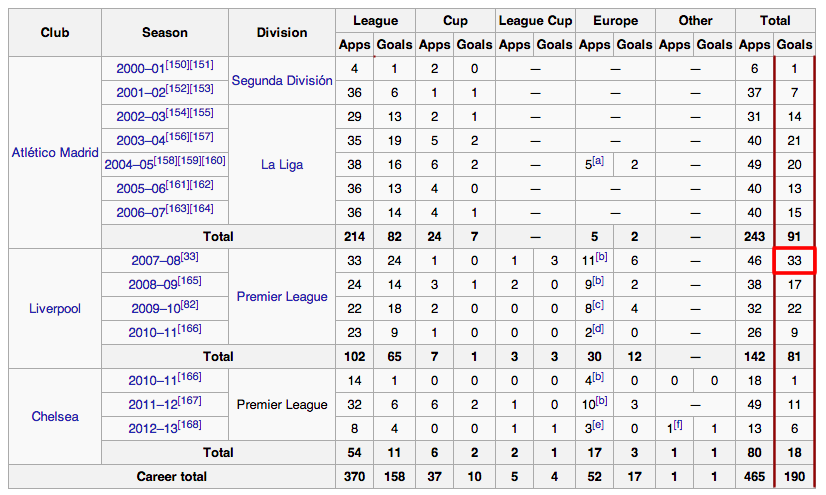 Club Season Division League Cup League Cup Europe Other Total
Apps Goals Apps Goals Apps Goals Apps Goals Apps Goals Apps Goals
Atlético Madrid 2000–01[150][151] Segunda División 4 1 2 0 — — — 6 1
2001–02[152][153] 36 6 1 1 — — — 37 7
2002–03[154][155] La Liga 29 13 2 1 — — — 31 14
2003–04[156][157] 35 19 5 2 — — — 40 21
2004–05[158][159][160] 38 16 6 2 — 5[a] 2 — 49 20
2005–06[161][162] 36 13 4 0 — — — 40 13
2006–07[163][164] 36 14 4 1 — — — 40 15
Total 214 82 24 7 — 5 2 — 243 91
Liverpool 2007–08[33] Premier League 33 24 1 0 1 3 11[b] 6 — 46 33
2008–09[165] 24 14 3 1 2 0 9[b] 2 — 38 17
2009–10[82] 22 18 2 0 0 0 8[c] 4 — 32 22
2010–11[166] 23 9 1 0 0 0 2[d] 0 — 26 9
Total 102 65 7 1 3 3 30 12 — 142 81
Chelsea 2010–11[166] Premier League 14 1 0 0 0 0 4[b] 0 0 0 18 1
2011–12[167] 32 6 6 2 1 0 10[b] 3 — 49 11
2012–13[168] 8 4 0 0 1 1 3[e] 0 1[f] 1 13 6
Total 54 11 6 2 2 1 17 3 1 1 80 18
Career total 370 158 37 10 5 4 52 17 1 1 465 190